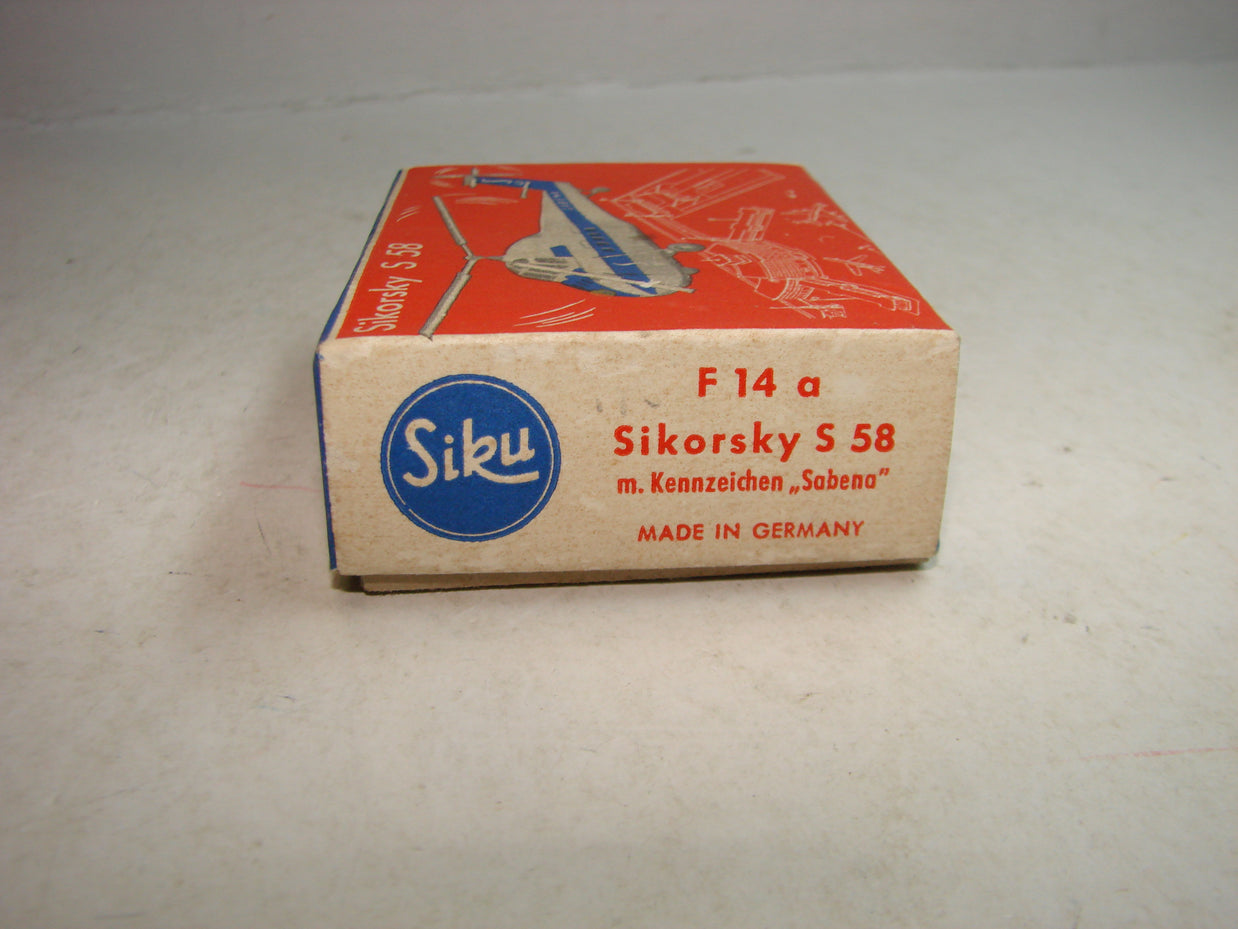 Sikorsky S 58
Siku
F 14 a
Sikorsky S 58
m. Kennzeichen „Sabena”
MADE IN GERMANY